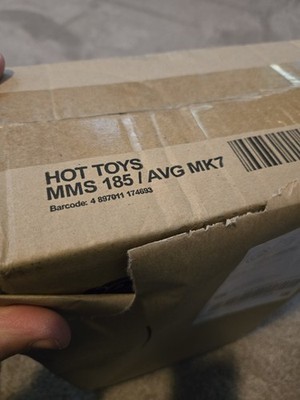 HOT TOYS
MMS 185 / AVG MK7
Barcode: 4 897011 174693